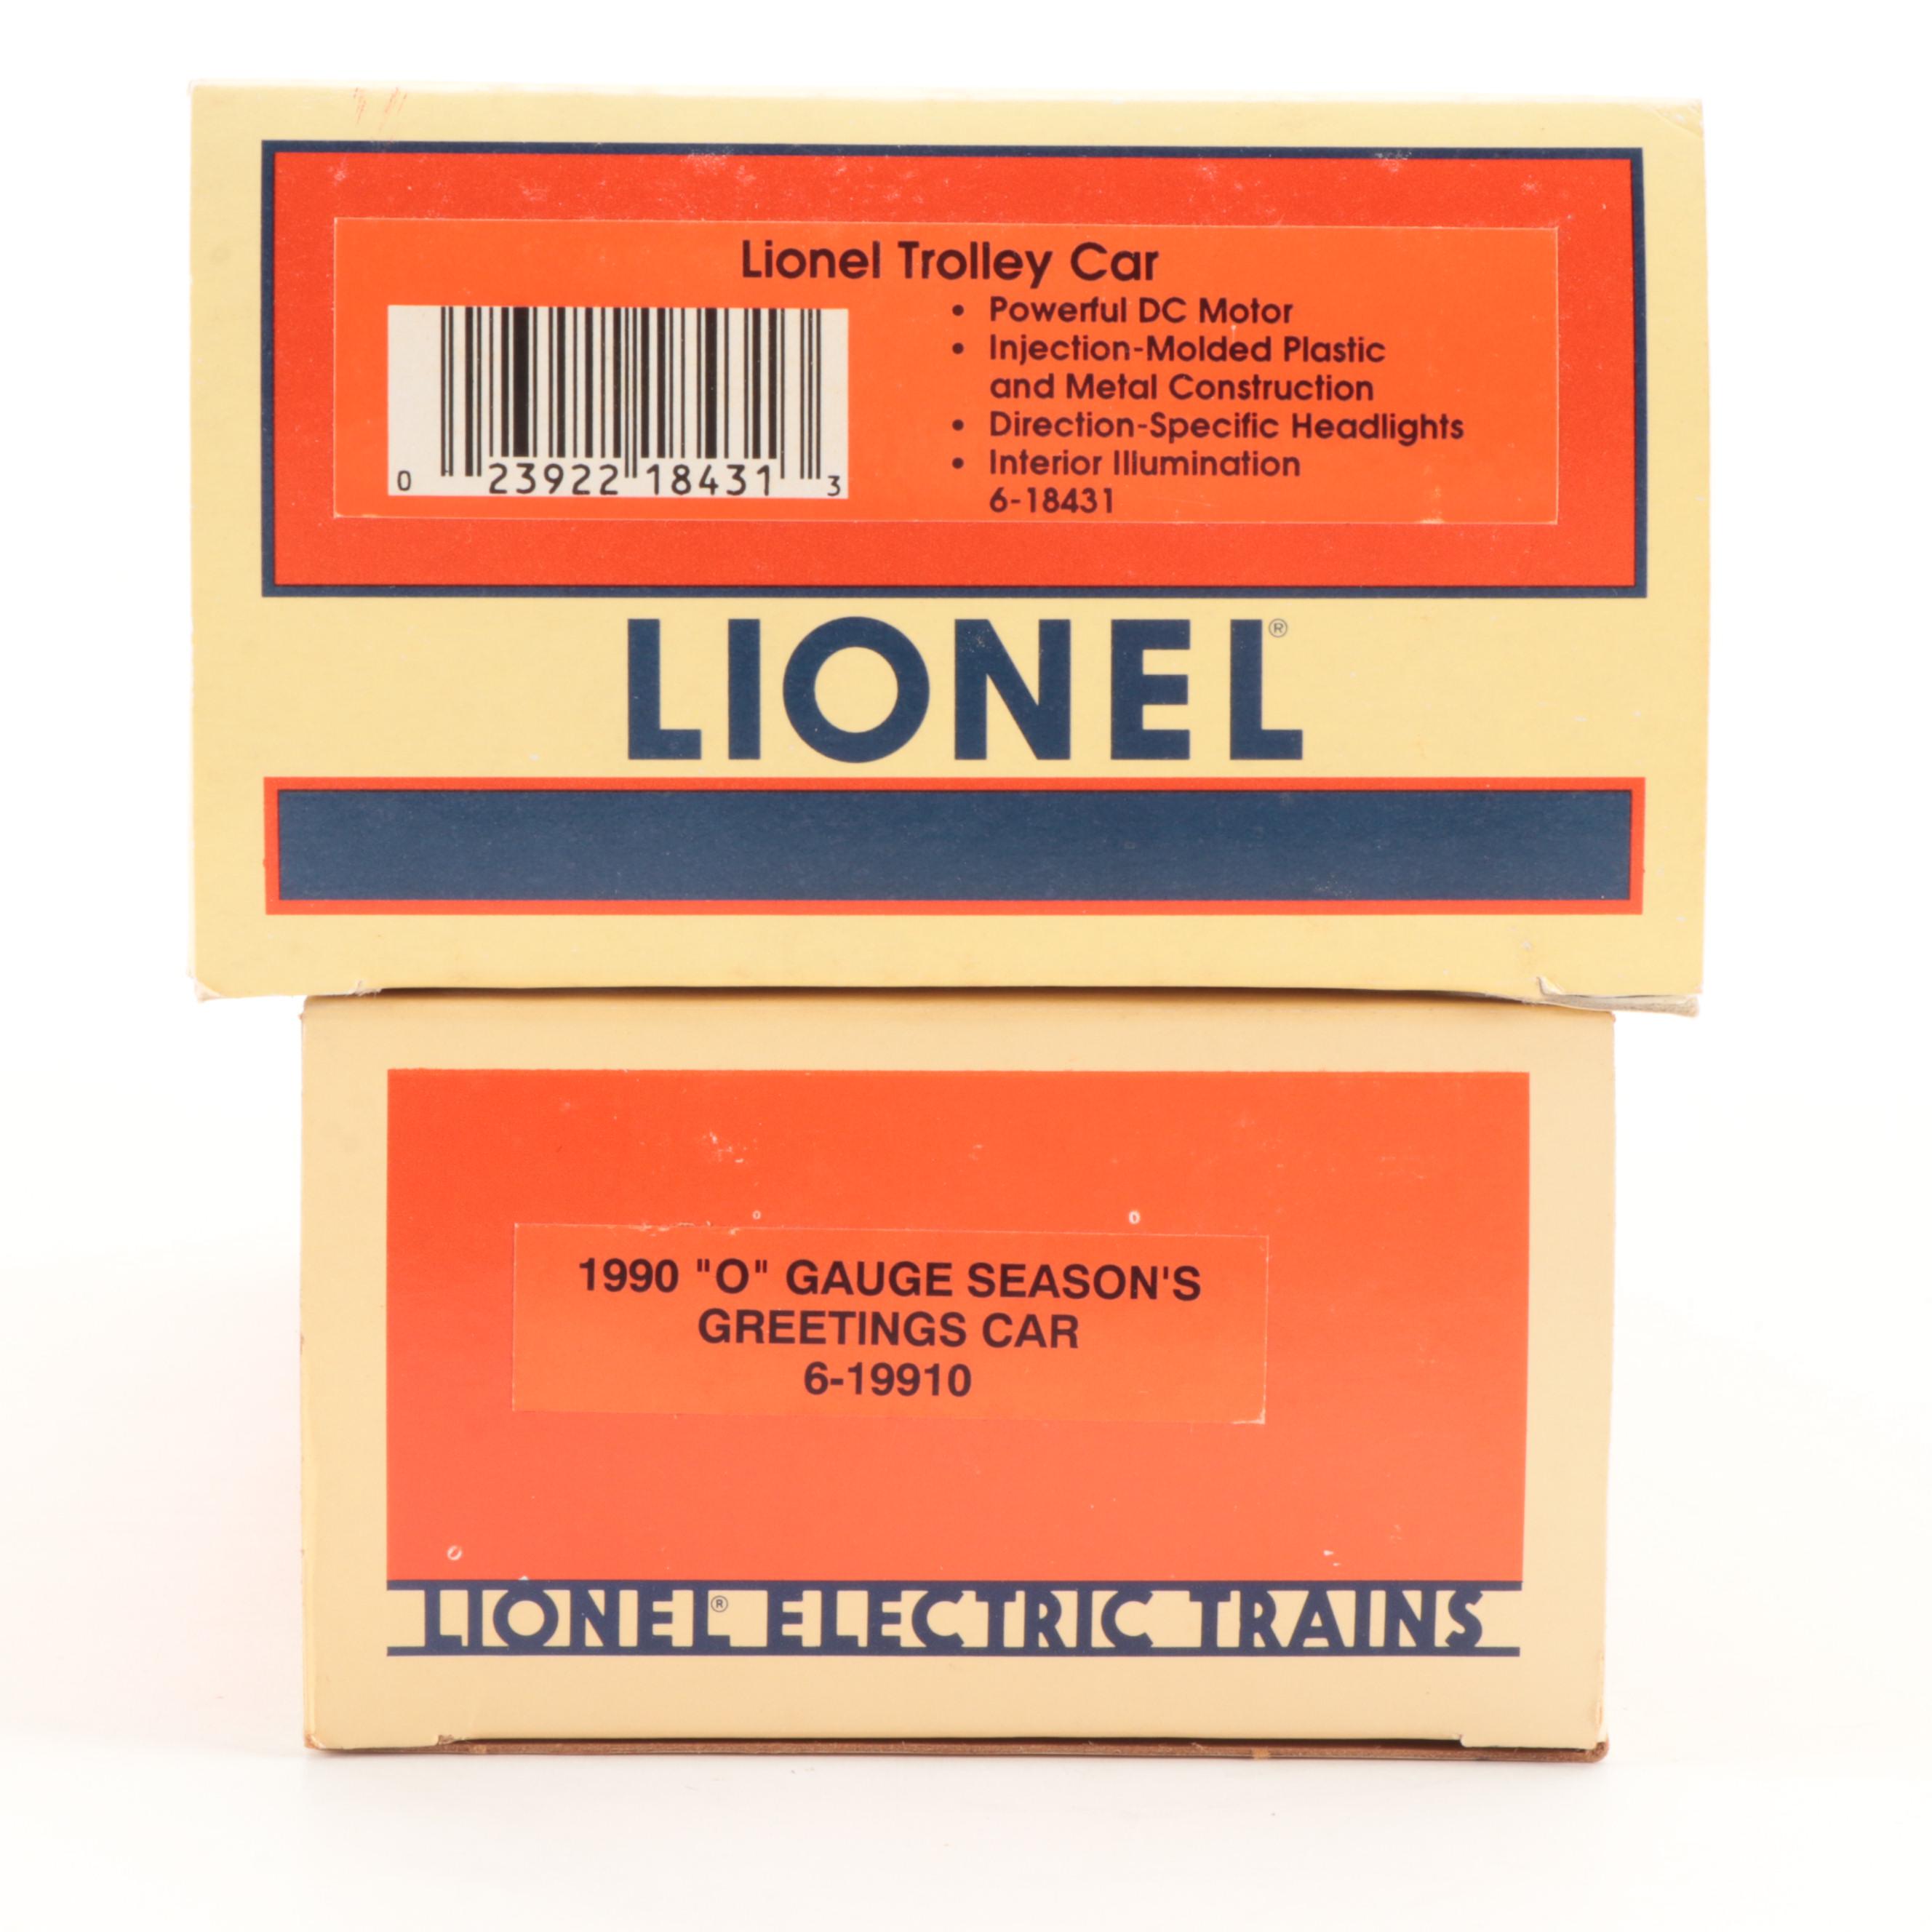 Lionel Trolley Car
• Powerful DC Motor
• Injection-Molded Plastic
and Metal Construction
• Direction-Specific Headlights
• Interior Illumination
6-18431
0 23922 18431 3
LIONEL®
1990 "O" GAUGE SEASON'S
GREETINGS CAR
6-19910
LIONEL® ELECTRIC TRAINS